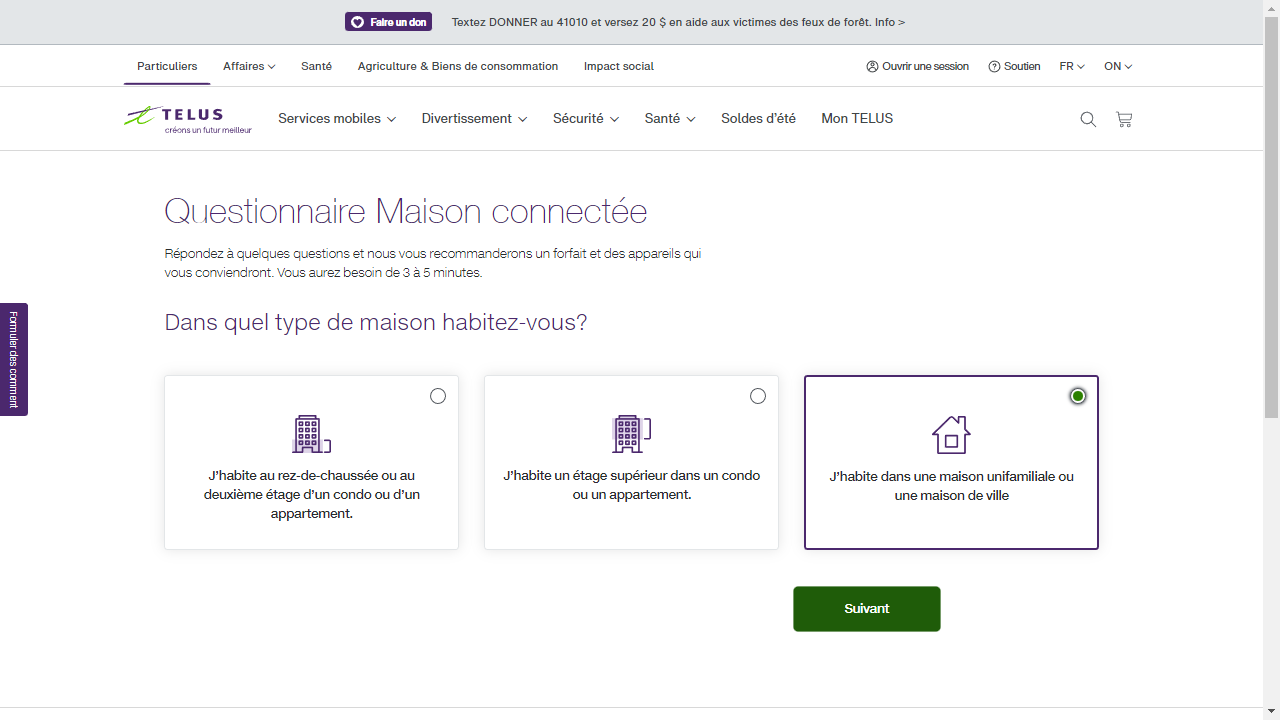 Faire un don
Textez DONNER au 41010 et versez 20 $ en aide aux victimes des feux de forêt. Info >
Particuliers
Affaires
Santé
Agriculture & Biens de consommation
Impact social
Ouvrir une session
Soutien
FR
ON
TELUS
créons un futur meilleur
Services mobiles
Divertissement
Sécurité
Santé
Soldes d’été
Mon TELUS
Questionnaire Maison connectée
Répondez à quelques questions et nous vous recommanderons un forfait et des appareils qui
vous conviendront. Vous aurez besoin de 3 à 5 minutes.
Formuler des comment
Dans quel type de maison habitez-vous?
J’habite au rez-de-chaussée ou au
deuxième étage d’un condo ou d’un
appartement.
J’habite un étage supérieur dans un condo
ou un appartement.
J’habite dans une maison unifamiliale ou
une maison de ville
Suivant